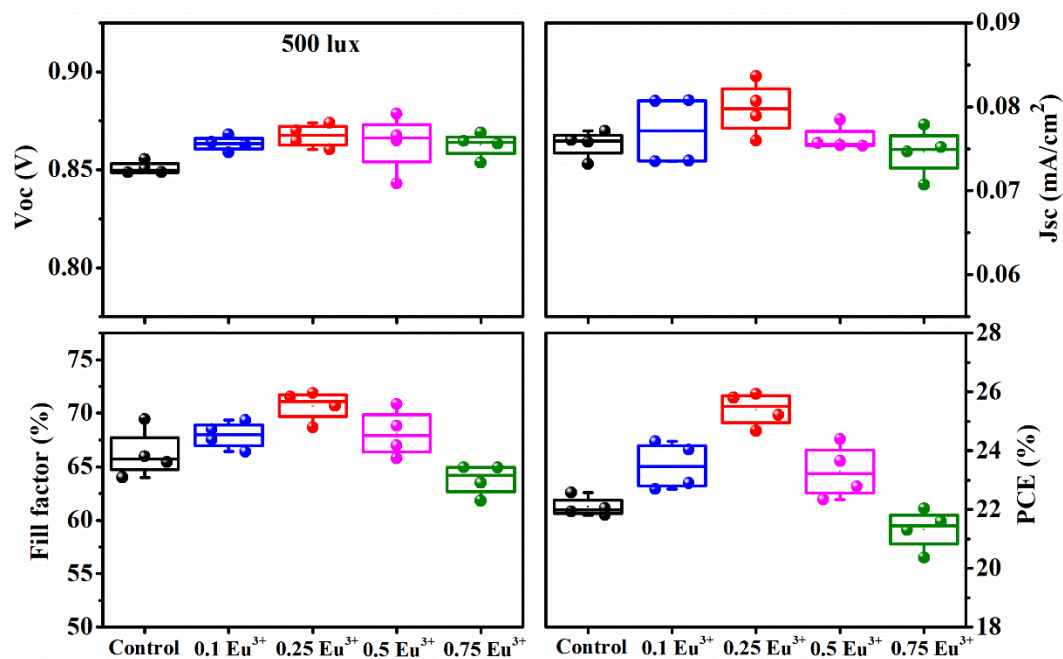 500 lux
0.90
0.85
0.80
Voc (V)
0.09
0.08
0.07
0.06
Jsc (mA/cm²)
75
70
65
60
55
50
Fill factor (%)
28
26
24
22
20
18
PCE (%)
Control 0.1 Eu³⁺ 0.25 Eu³⁺ 0.5 Eu³⁺ 0.75 Eu³⁺
Control 0.1 Eu³⁺ 0.25 Eu³⁺ 0.5 Eu³⁺ 0.75 Eu³⁺